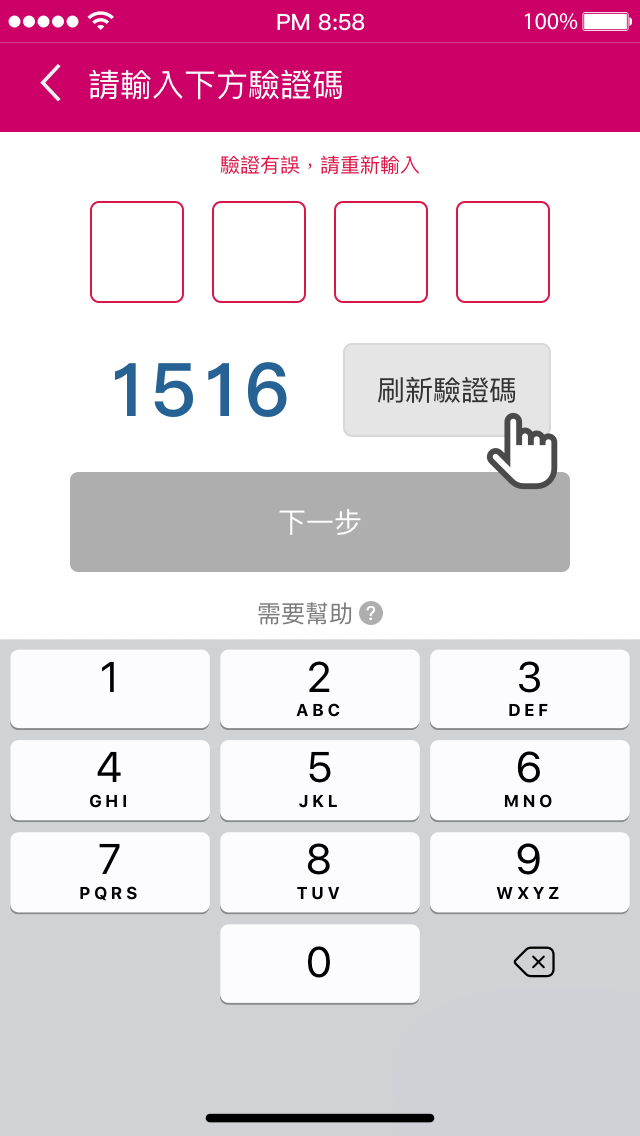 PM 8:58 100%
請輸入下方驗證碼
驗證有誤，請重新輸入
1516 刷新驗證碼
下一步
需要幫助 ?
1 2 3
ABC DEF
4 5 6
GHI JKL MNO
7 8 9
PQRS TUV WXYZ
0